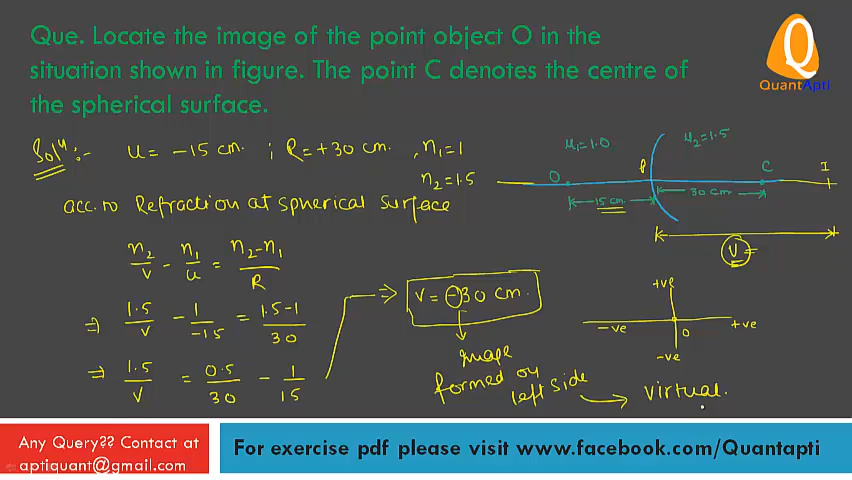 Que. Locate the image of the point object O in the
situation shown in figure. The point C denotes the centre of
the spherical surface.
Q
QuantApti
Solⁿ :- u = -15 cm. ; R = +30 cm. , n₁=1
n₂=1.5
acc. to Refraction at spherical surface
n₂/v - n₁/u = (n₂-n₁)/R
⇒ 1.5/v - 1/-15 = (1.5-1)/30
⇒ 1.5/v = 0.5/30 - 1/15
v = -30 cm.
Image
formed on
left side
virtual.
μ₁=1.0
μ₂=1.5
O
P
C
I
15 cm.
30 cm
V =
+ve
-ve
+ve
O
-ve
Any Query?? Contact at
aptiquant@gmail.com
For exercise pdf please visit www.facebook.com/Quantapti